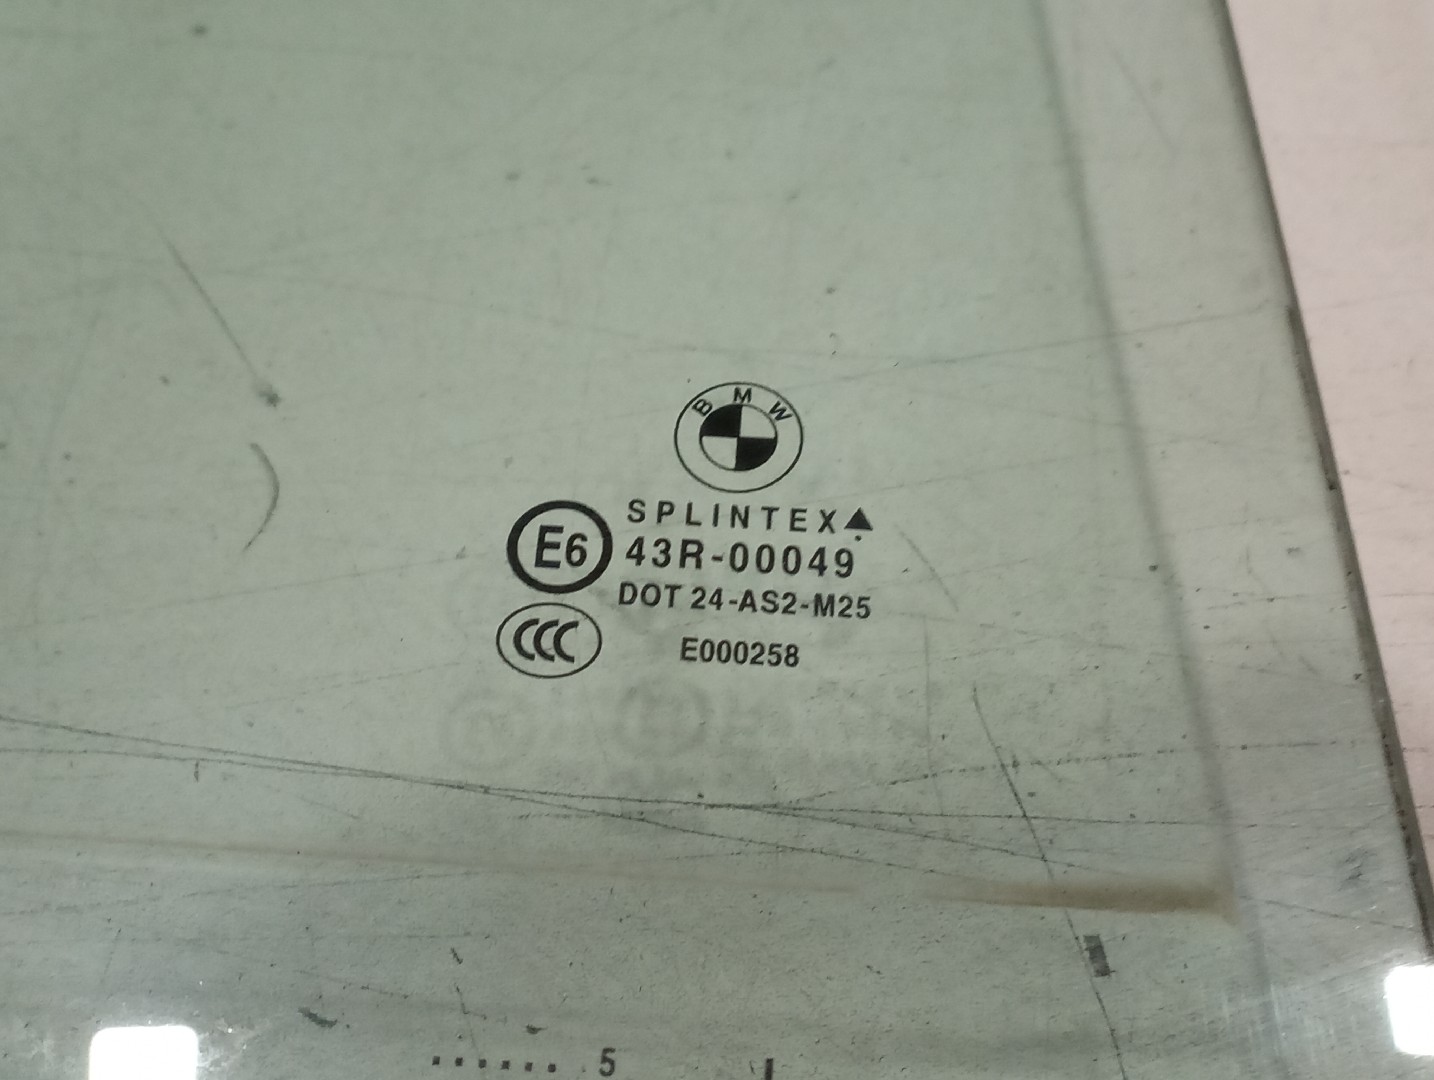 BMW
SPLINTEX
E6 43R-00049
DOT 24-AS2-M25
CCC E000258
...... 5